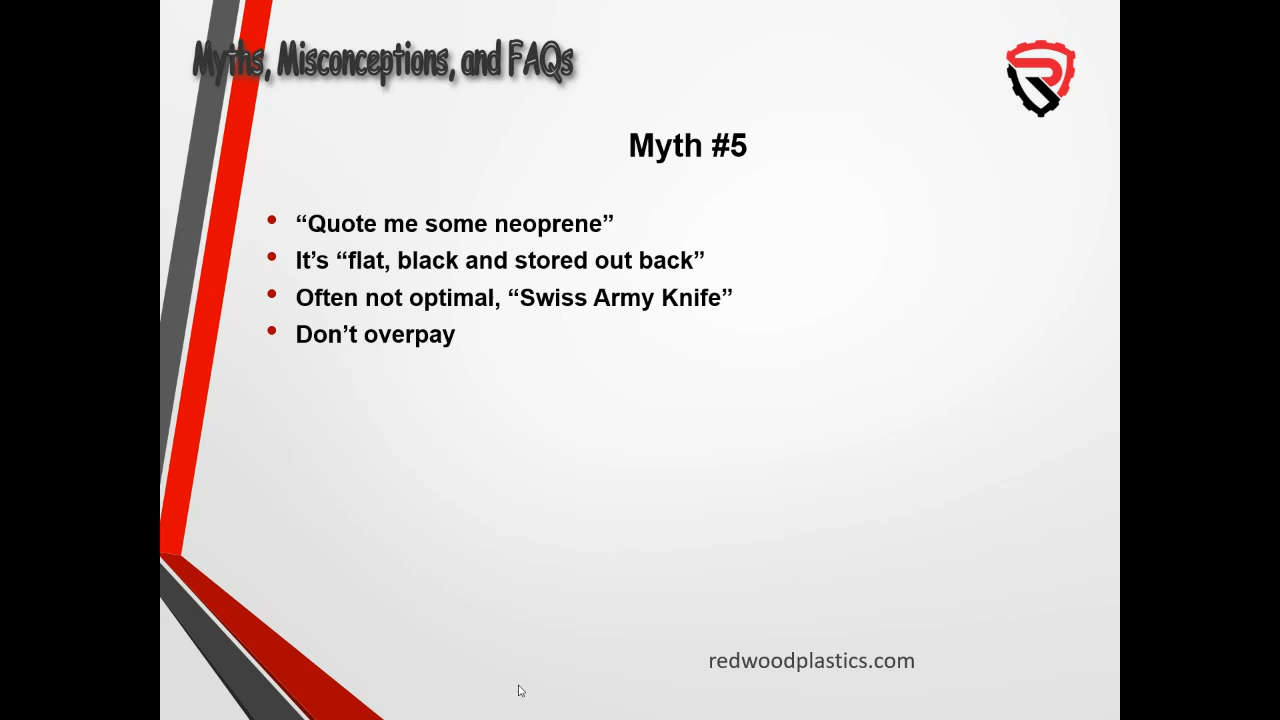 Myths, Misconceptions, and FAQs
Myth #5
“Quote me some neoprene”
It’s “flat, black and stored out back”
Often not optimal, “Swiss Army Knife”
Don’t overpay
redwoodplastics.com